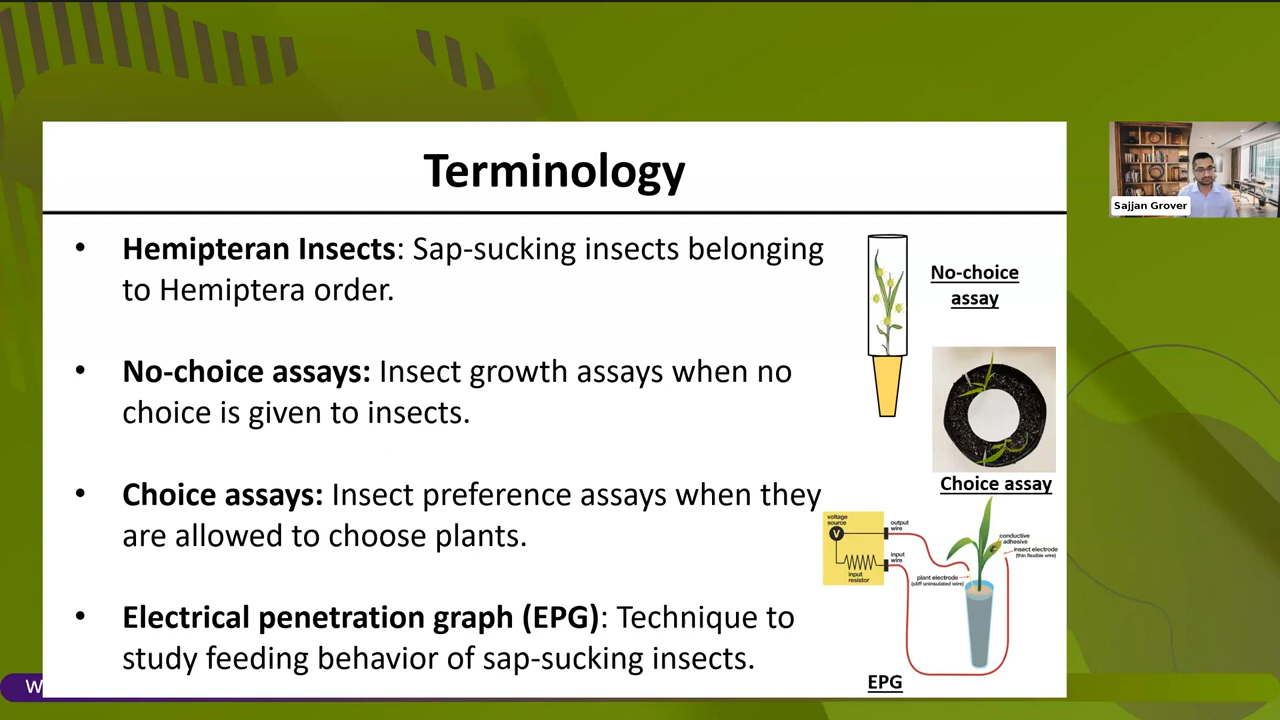 Terminology
• Hemipteran Insects: Sap-sucking insects belonging
to Hemiptera order.
• No-choice assays: Insect growth assays when no
choice is given to insects.
• Choice assays: Insect preference assays when they
are allowed to choose plants.
• Electrical penetration graph (EPG): Technique to
study feeding behavior of sap-sucking insects.
No-choice
assay
Choice assay
voltage
source
V
output
wire
input
wire
input
resistor
conductive
adhesive
insect electrode
(thin flexible wire)
plant electrode
(stiff uninsulated wire)
EPG
Sajjan Grover
W